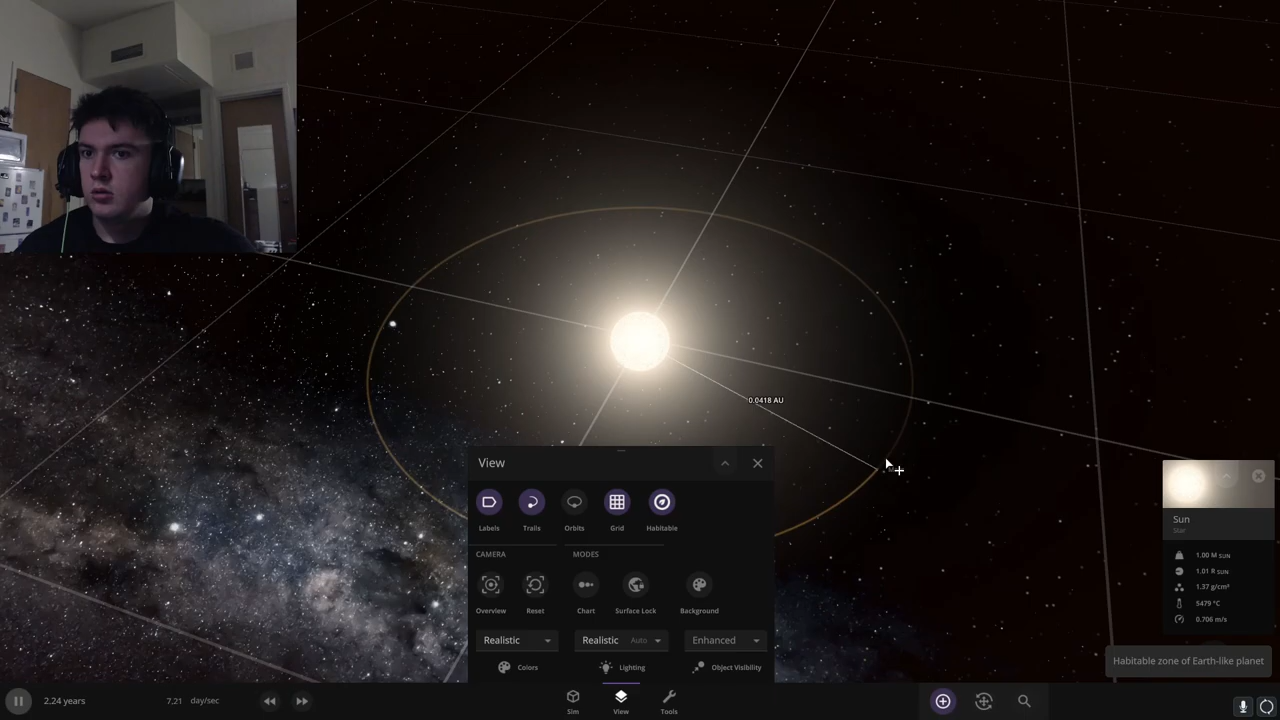 0.0418 AU
View
Labels
Trails
Orbits
Grid
Habitable
CAMERA
MODES
Overview
Reset
Chart
Surface Lock
Background
Realistic
Realistic Auto
Enhanced
Colors
Lighting
Object Visibility
Sun
Star
1.00 M SUN
1.01 R SUN
1.37 g/cm³
5479 °C
0.706 m/s
Habitable zone of Earth-like planet
2.24 years
7.21 day/sec
Sim
View
Tools